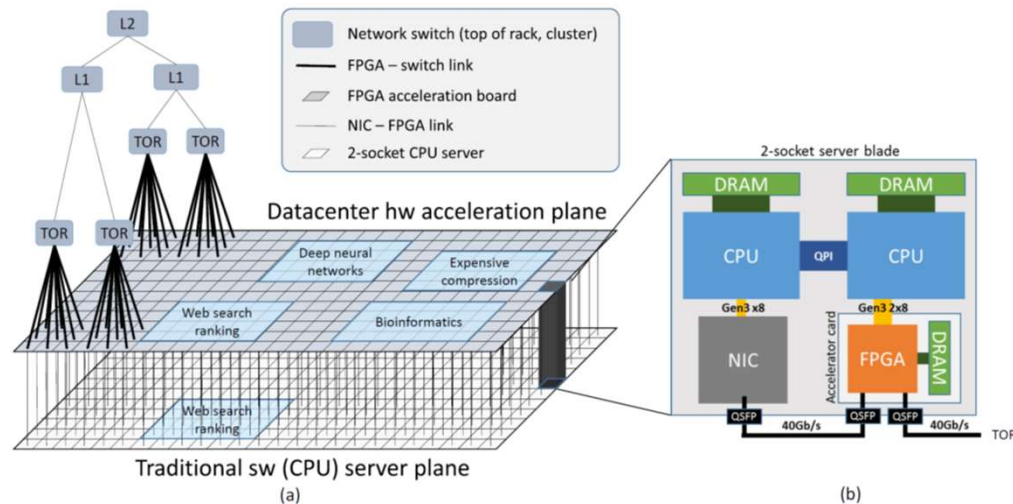 L2
L1
L1
TOR
TOR
TOR
TOR
Network switch (top of rack, cluster)
FPGA – switch link
FPGA acceleration board
NIC – FPGA link
2-socket CPU server
Datacenter hw acceleration plane
Deep neural
networks
Expensive
compression
Web search
ranking
Bioinformatics
Web search
ranking
Traditional sw (CPU) server plane
(a)
2-socket server blade
DRAM
DRAM
CPU
QPI
CPU
Gen3 x8
Gen3 2x8
NIC
Accelerator card
FPGA
DRAM
QSFP
QSFP
QSFP
40Gb/s
40Gb/s
TOR
(b)